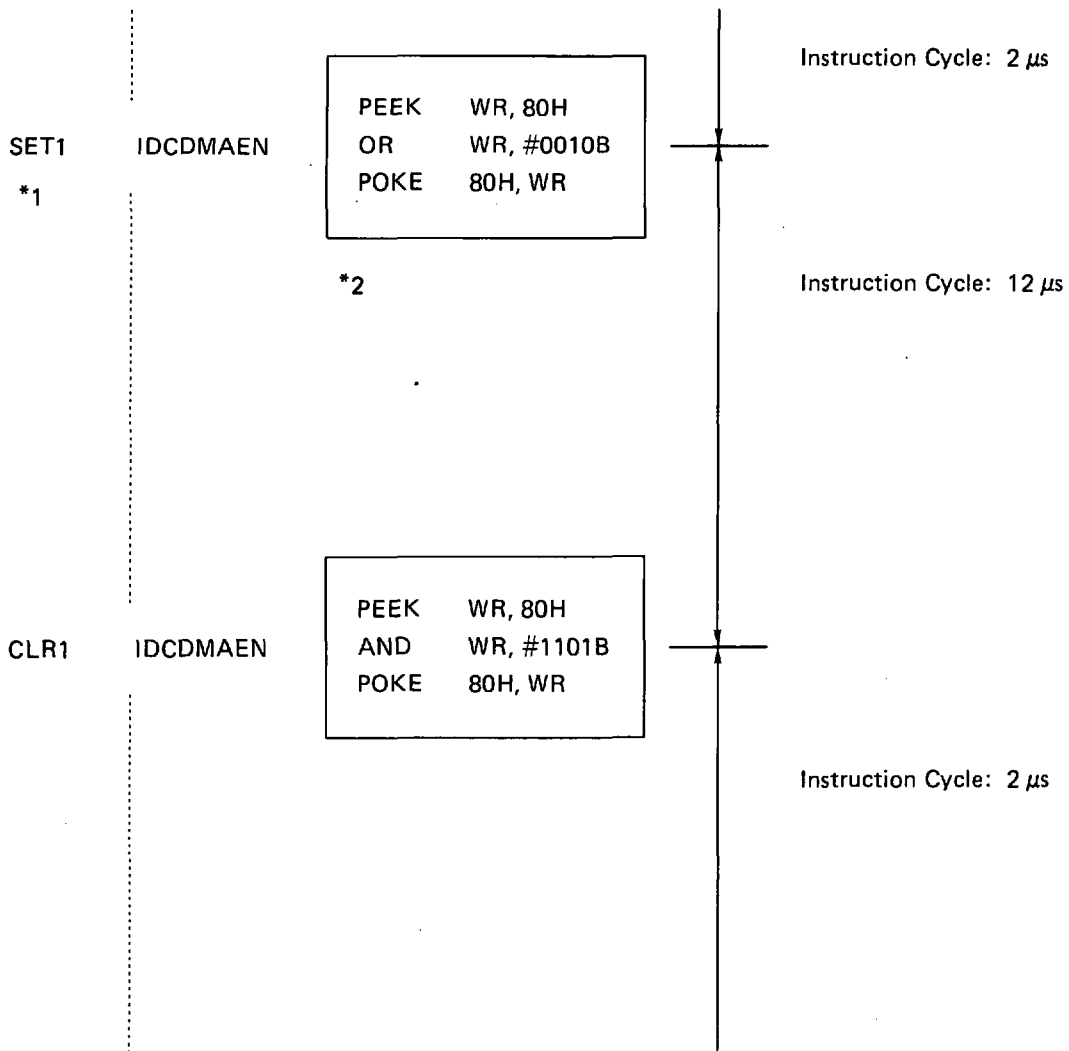 Instruction Cycle: 2 μs
PEEK WR, 80H
SET1 IDCDMAEN OR WR, #0010B
*1 POKE 80H, WR
*2 Instruction Cycle: 12 μs
PEEK WR, 80H
CLR1 IDCDMAEN AND WR, #1101B
POKE 80H, WR
Instruction Cycle: 2 μs